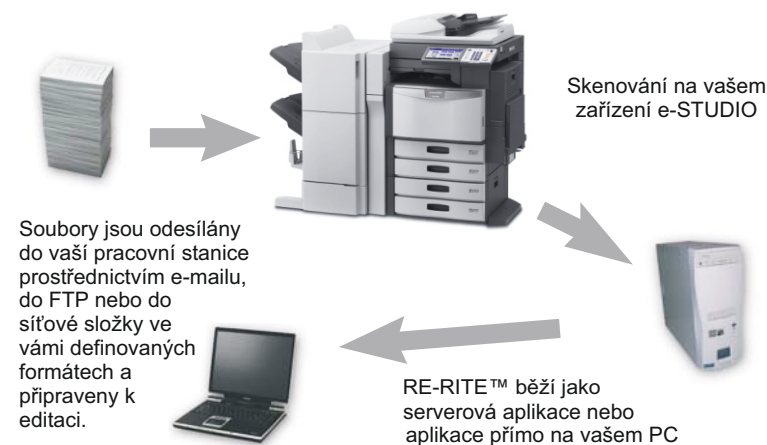 Skenování na vašem
zařízení e-STUDIO
Soubory jsou odesílány
do vaší pracovní stanice
prostřednictvím e-mailu,
do FTP nebo do
síťové složky ve
vámi definovaných
formátech a
připraveny k
editaci.
RE-RITE™ běží jako
serverová aplikace nebo
aplikace přímo na vašem PC